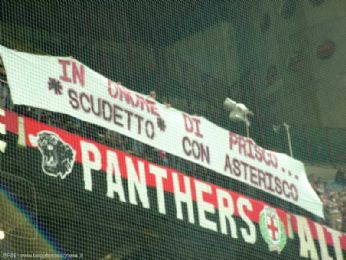 IN ONORE DI PRISCO...
*SCUDETTO* CON ASTERISCO
PANTHERS